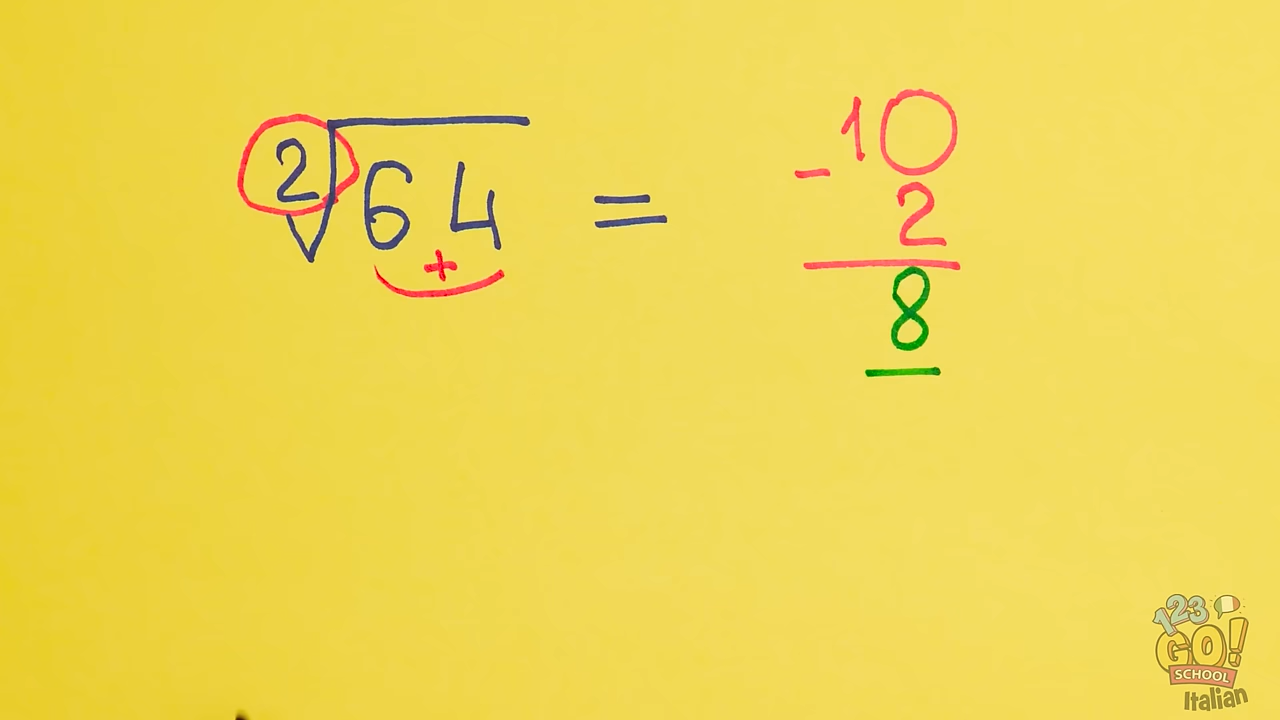 ²√64 = 10
+
- 2
8
123
GO!
SCHOOL
Italian